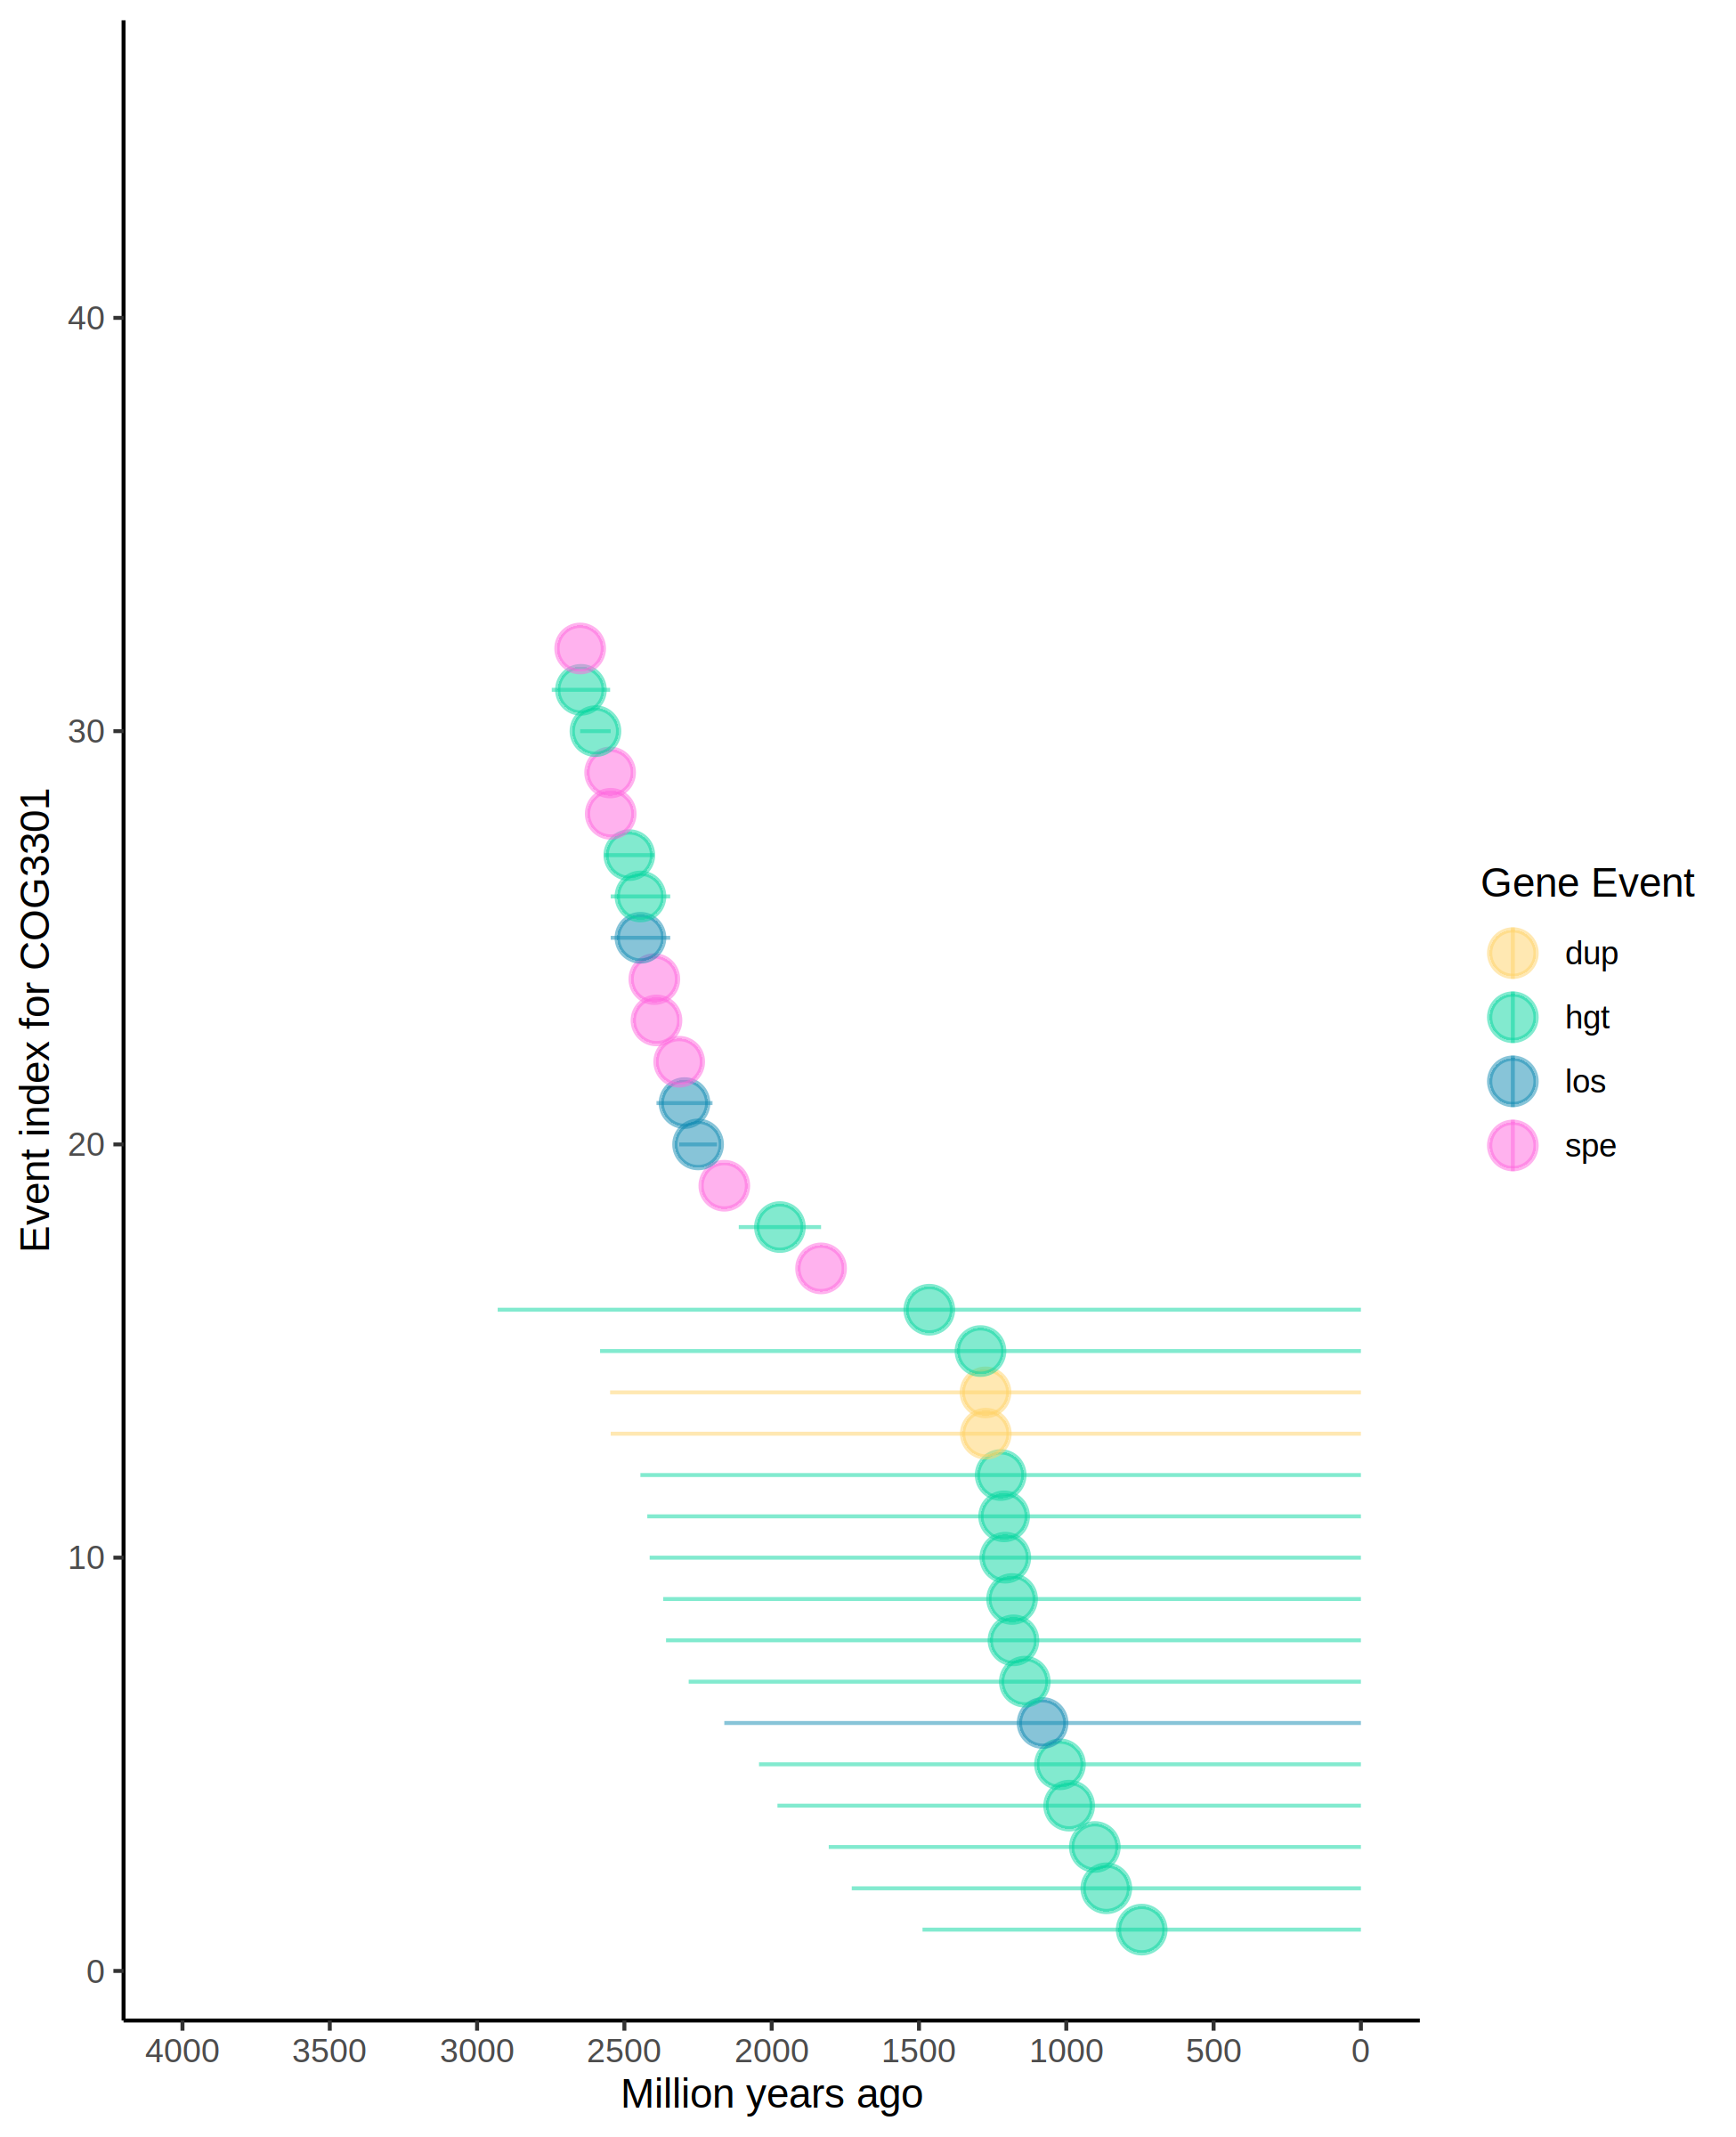 40
30
20
10
0
Event index for COG3301
4000 3500 3000 2500 2000 1500 1000 500 0
Million years ago
Gene Event
dup
hgt
los
spe